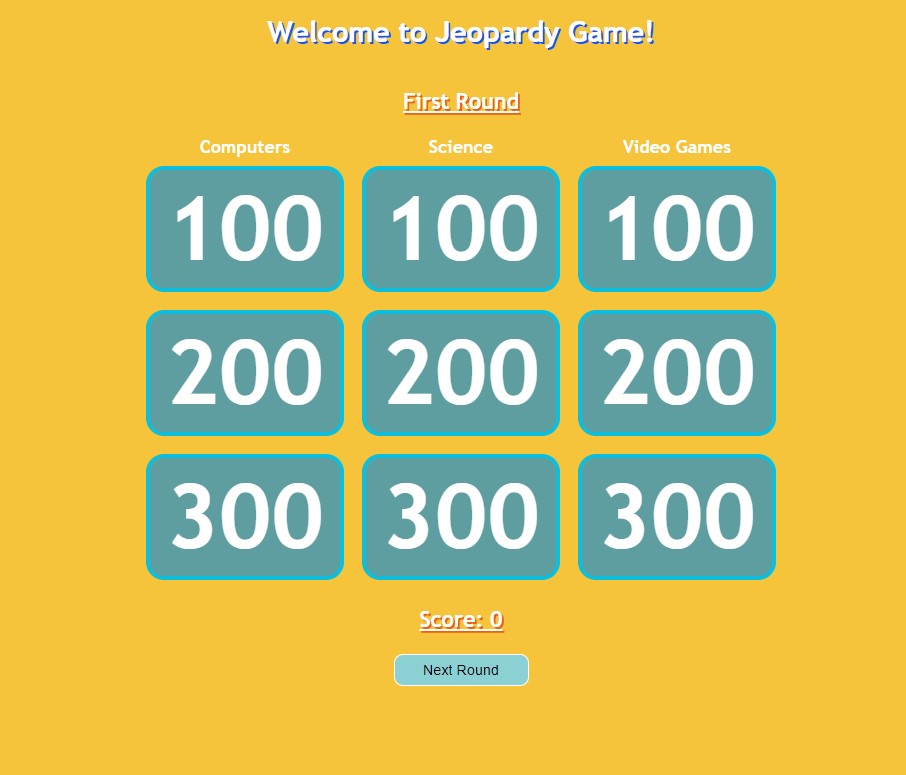 Welcome to Jeopardy Game!
First Round
Computers Science Video Games
100 100 100
200 200 200
300 300 300
Score: 0
Next Round